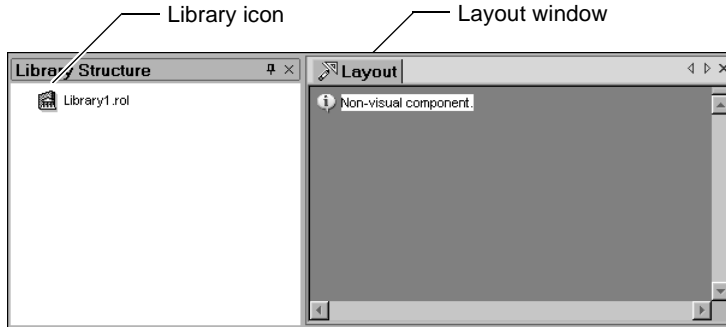 Library icon
Layout window
Library Structure
Layout
Library1.rol
Non-visual component.